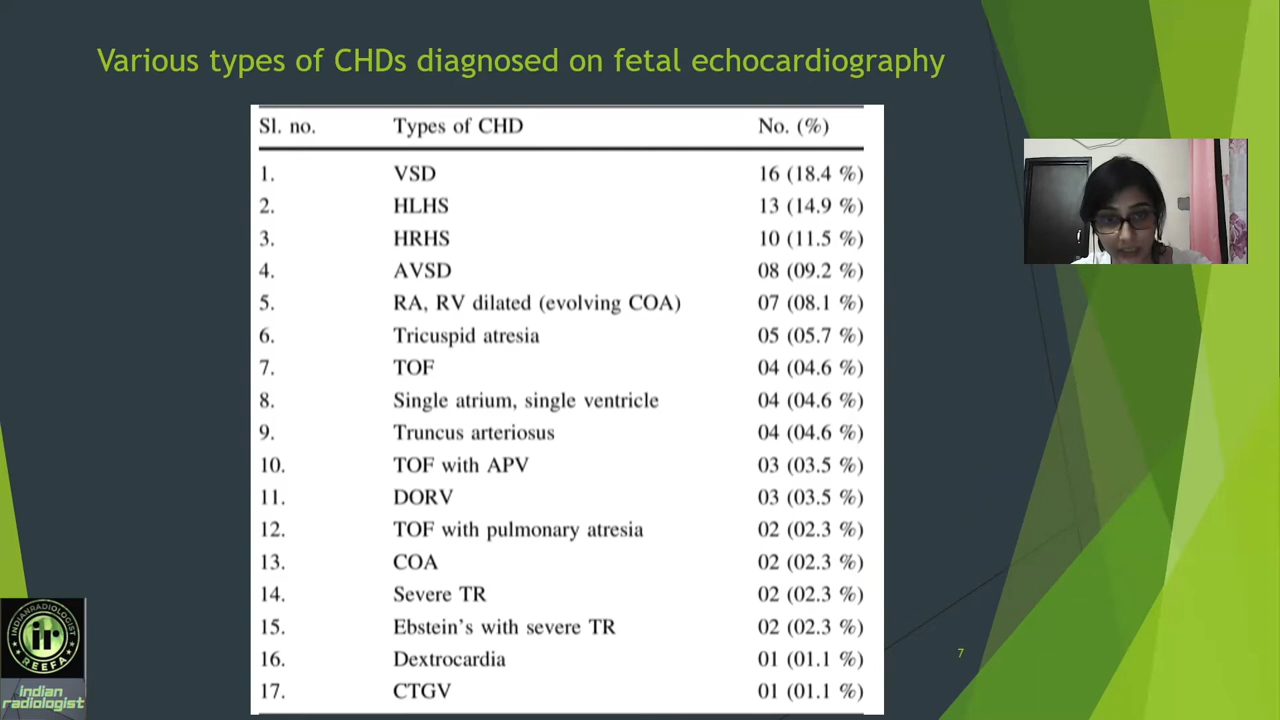 Various types of CHDs diagnosed on fetal echocardiography
Sl. no. Types of CHD No. (%)
1. VSD 16 (18.4 %)
2. HLHS 13 (14.9 %)
3. HRHS 10 (11.5 %)
4. AVSD 08 (09.2 %)
5. RA, RV dilated (evolving COA) 07 (08.1 %)
6. Tricuspid atresia 05 (05.7 %)
7. TOF 04 (04.6 %)
8. Single atrium, single ventricle 04 (04.6 %)
9. Truncus arteriosus 04 (04.6 %)
10. TOF with APV 03 (03.5 %)
11. DORV 03 (03.5 %)
12. TOF with pulmonary atresia 02 (02.3 %)
13. COA 02 (02.3 %)
14. Severe TR 02 (02.3 %)
15. Ebstein's with severe TR 02 (02.3 %)
16. Dextrocardia 01 (01.1 %)
17. CTGV 01 (01.1 %)
7
INDIANRADIOLOGIST
ir
REEFA
indian
radiologist